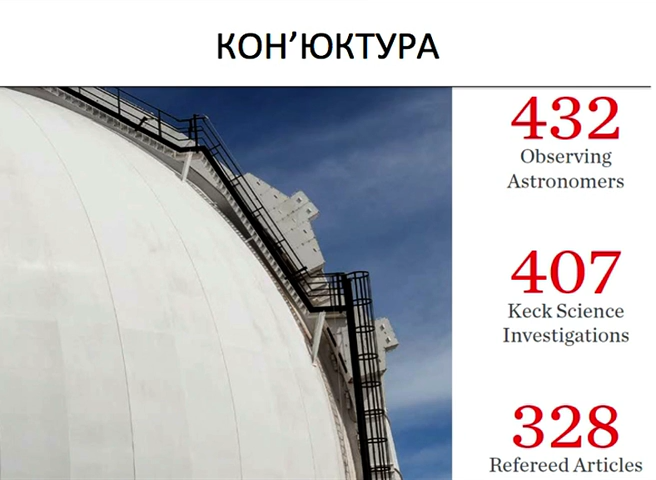 КОН’ЮКТУРА
432
Observing
Astronomers
407
Keck Science
Investigations
328
Refereed Articles